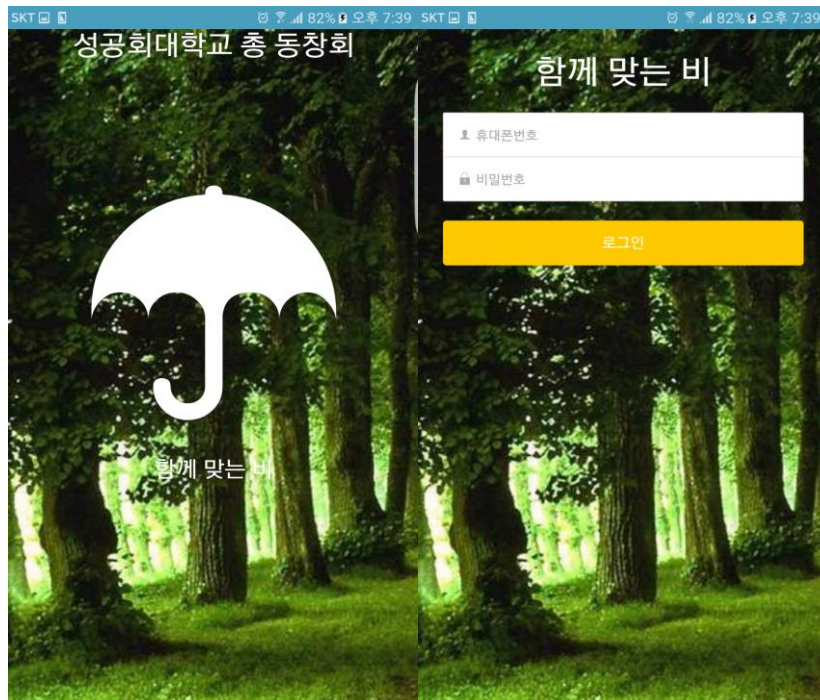 SKT 82% 오후 7:39
성공회대학교 총 동창회
함께 맞는 비
SKT 82% 오후 7:39
함께 맞는 비
휴대폰번호
비밀번호
로그인